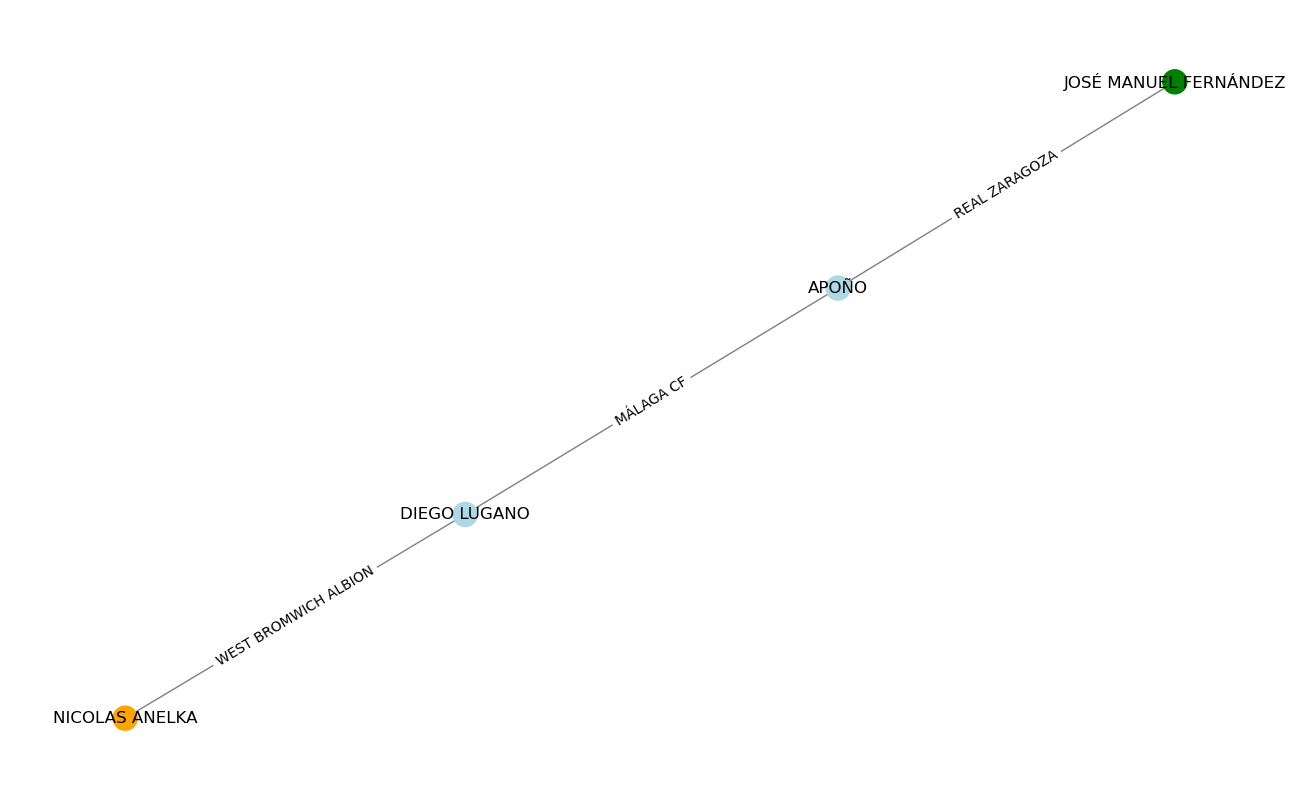 JOSÉ MANUEL FERNÁNDEZ
REAL ZARAGOZA
APOÑO
MÁLAGA CF
DIEGO LUGANO
WEST BROMWICH ALBION
NICOLAS ANELKA